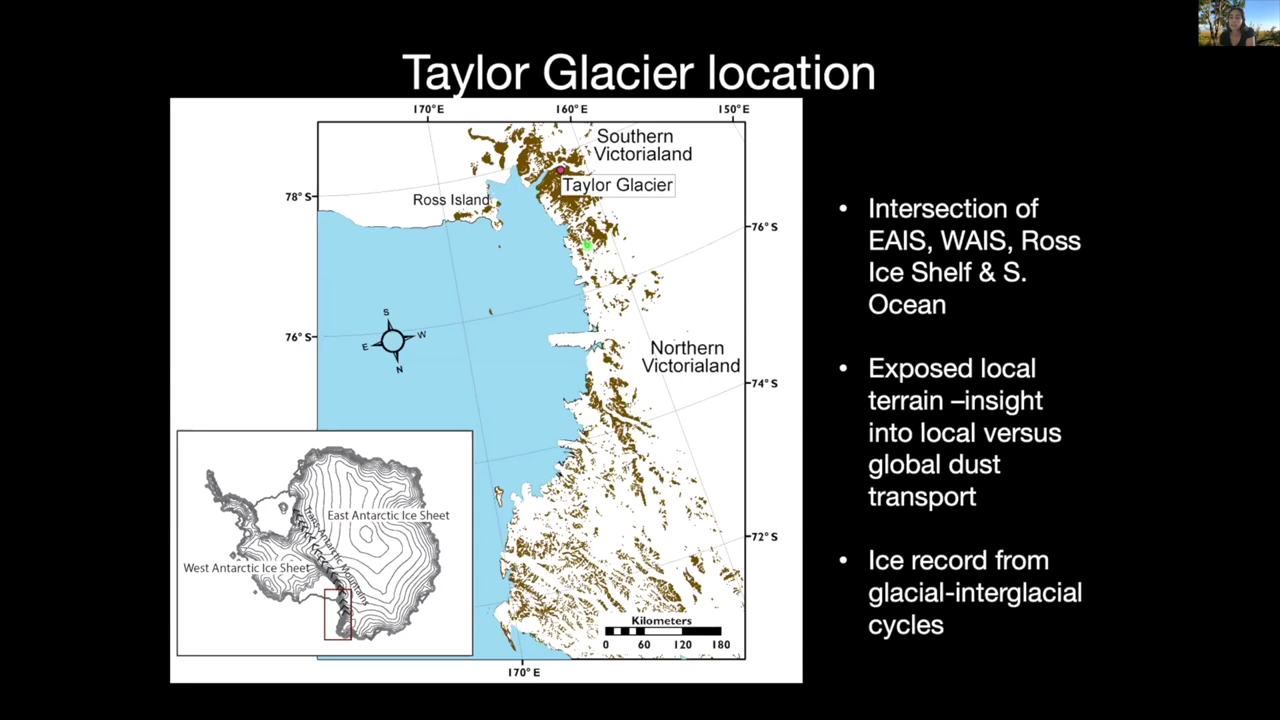 Taylor Glacier location
170°E 160°E 150°E
Southern
Victorialand
Taylor Glacier
78°S
Ross Island
76°S
76°S
S
W
E
N
Northern
Victorialand
74°S
72°S
Kilometers
0 60 120 180
170°E
East Antarctic Ice Sheet
West Antarctic Ice Sheet
Transantarctic Mountains
• Intersection of
EAIS, WAIS, Ross
Ice Shelf & S.
Ocean
• Exposed local
terrain –insight
into local versus
global dust
transport
• Ice record from
glacial-interglacial
cycles